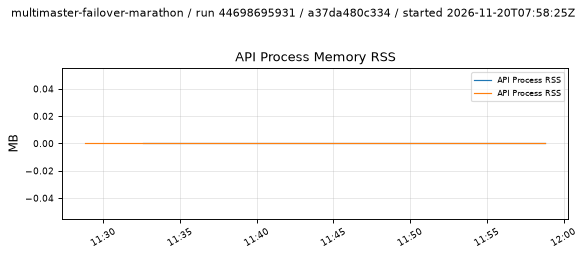 multimaster-failover-marathon / run 44698695931 / a37da480c334 / started 2026-11-20T07:58:25Z
API Process Memory RSS
API Process RSS
API Process RSS
MB
0.04
0.02
0.00
−0.02
−0.04
11:30
11:35
11:40
11:45
11:50
11:55
12:00